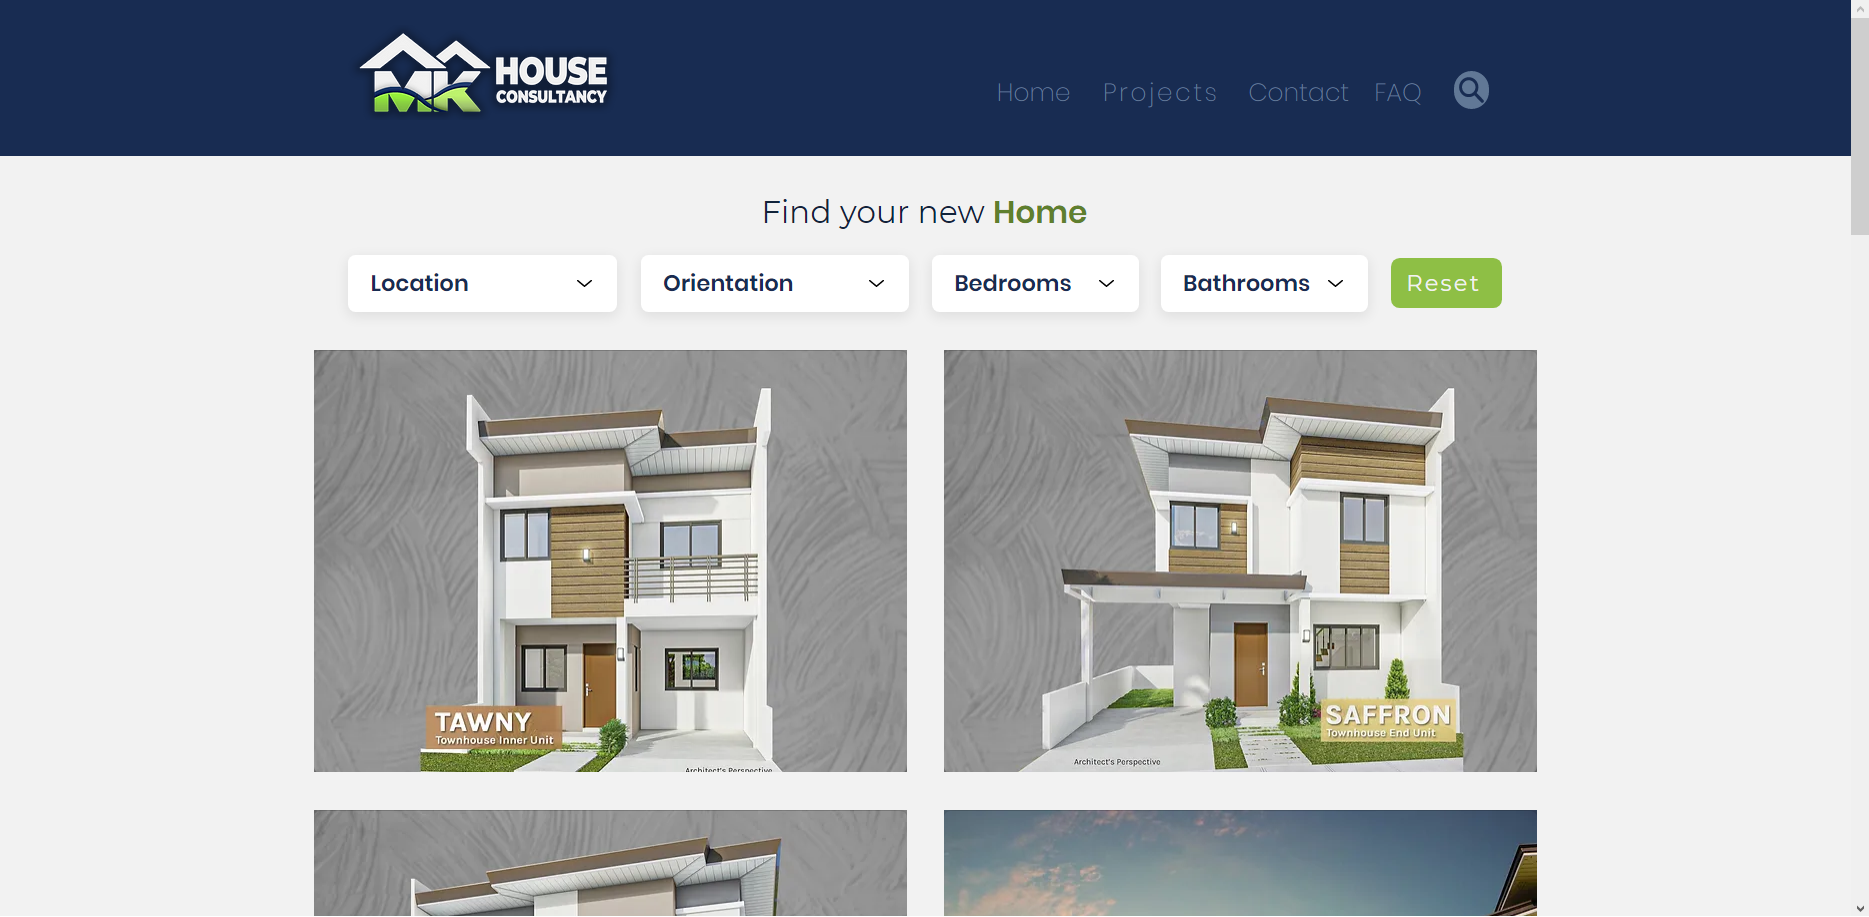 MK HOUSE
CONSULTANCY
Home Projects Contact FAQ
Find your new Home
Location Orientation Bedrooms Bathrooms Reset
TAWNY
Townhouse Inner Unit
Architect's Perspective
SAFFRON
Townhouse End Unit
Architect's Perspective